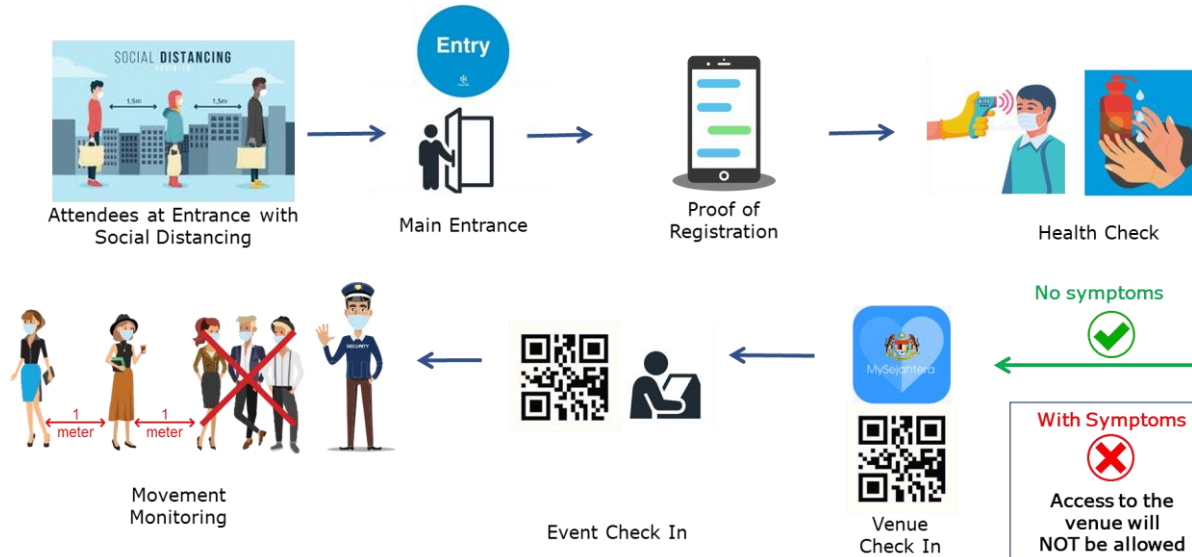 SOCIAL DISTANCING
1,5m
1,5m
Attendees at Entrance with
Social Distancing
Entry
Main Entrance
Proof of
Registration
Health Check
No symptoms
With Symptoms
Access to the
venue will
NOT be allowed
MySejahtera
Venue
Check In
Event Check In
SECURITY
1
meter
1
meter
Movement
Monitoring